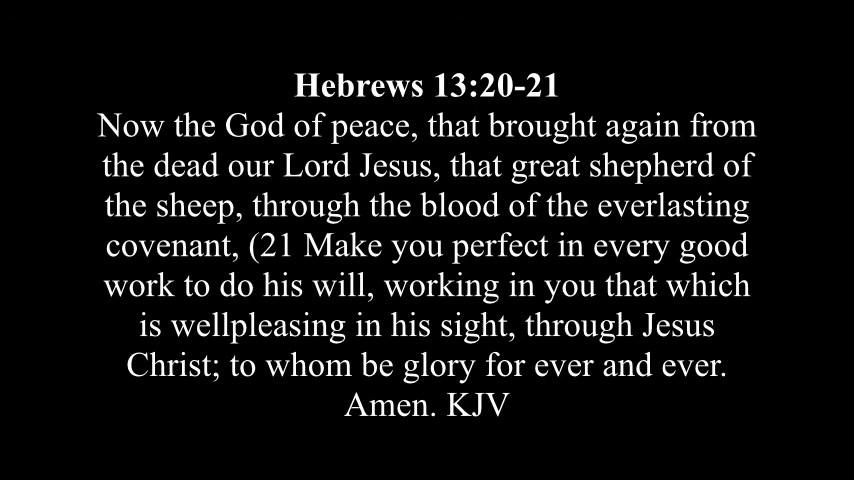 Hebrews 13:20-21
Now the God of peace, that brought again from
the dead our Lord Jesus, that great shepherd of
the sheep, through the blood of the everlasting
covenant, (21 Make you perfect in every good
work to do his will, working in you that which
is wellpleasing in his sight, through Jesus
Christ; to whom be glory for ever and ever.
Amen. KJV